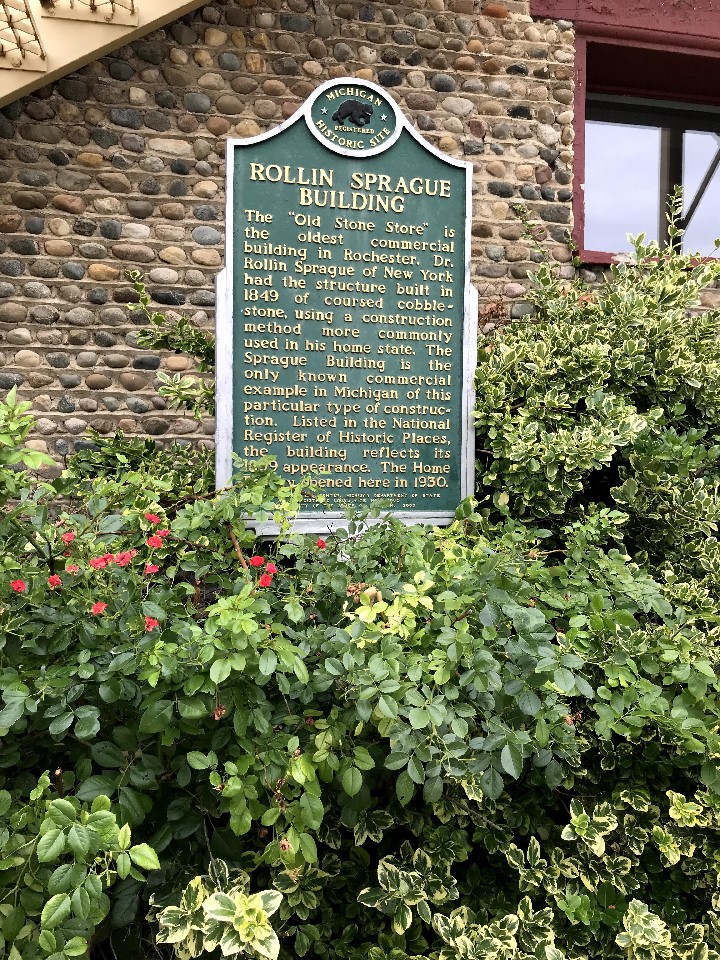 MICHIGAN
REGISTERED
HISTORIC SITE
ROLLIN SPRAGUE
BUILDING
The "Old Stone Store" is
the oldest commercial
building in Rochester. Dr.
Rollin Sprague of New York
had the structure built in
1849 of coursed cobble-
stone, using a construction
method more commonly
used in his home state. The
Sprague Building is the
only known commercial
example in Michigan of this
particular type of construc-
tion. Listed in the National
Register of Historic Places,
the building reflects its
appearance. The Home
opened here in 1930.
MICHIGAN DEPARTMENT OF STATE